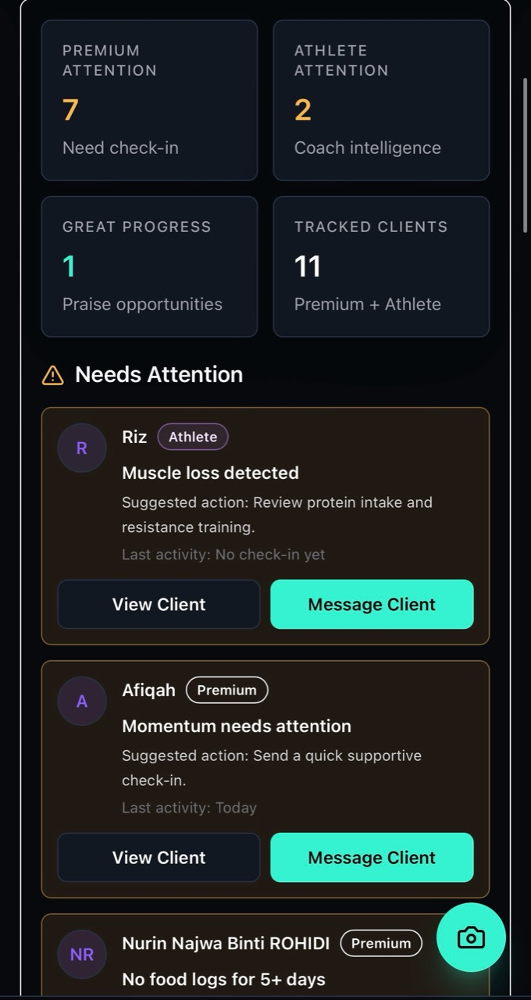 PREMIUM
ATTENTION
7
Need check-in
ATHLETE
ATTENTION
2
Coach intelligence
GREAT PROGRESS
1
Praise opportunities
TRACKED CLIENTS
11
Premium + Athlete
Needs Attention
R
Riz Athlete
Muscle loss detected
Suggested action: Review protein intake and
resistance training.
Last activity: No check-in yet
View Client Message Client
A
Afiqah Premium
Momentum needs attention
Suggested action: Send a quick supportive
check-in.
Last activity: Today
View Client Message Client
NR
Nurin Najwa Binti ROHIDI Premium
No food logs for 5+ days